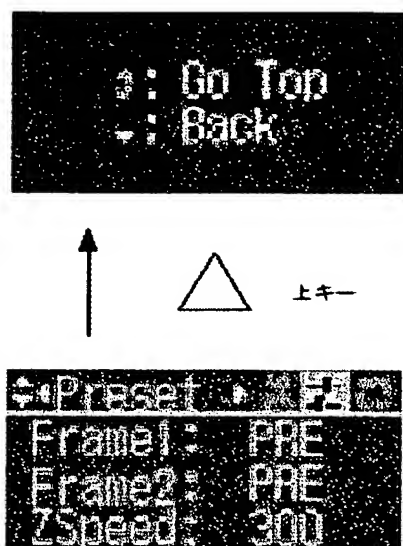 : Go Top
: Back
上キー
Preset
Frame1: PRE
Frame2: PRE
ZSpeed: 300